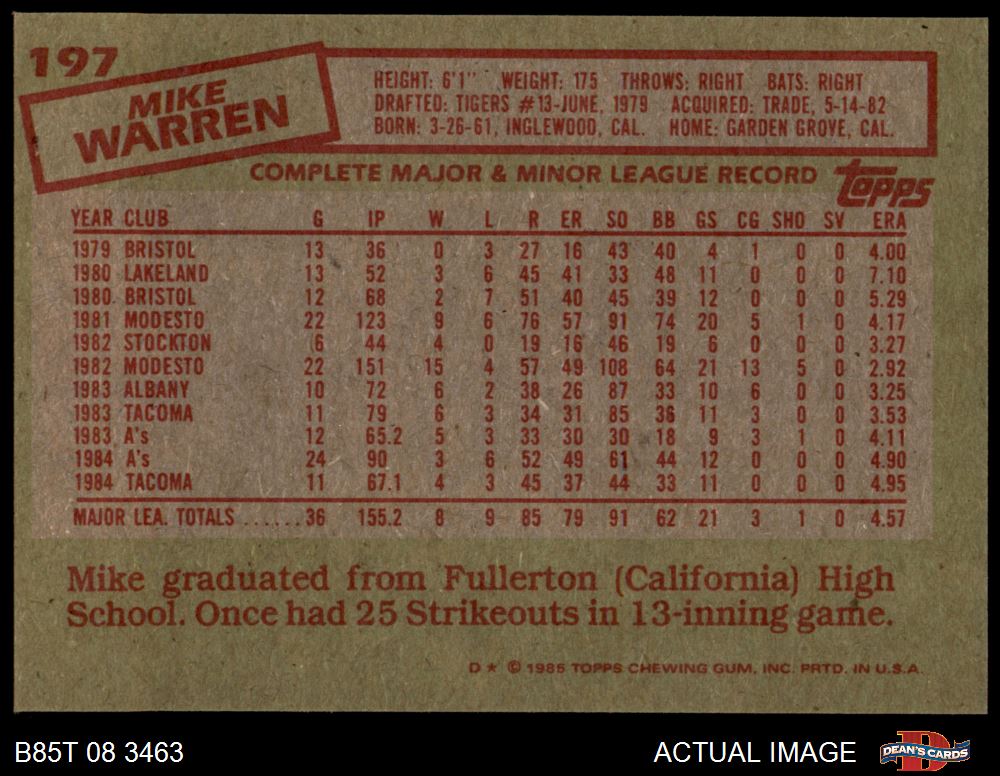 197
MIKE
WARREN
HEIGHT: 6'1" WEIGHT: 175 THROWS: RIGHT BATS: RIGHT
DRAFTED: TIGERS #13-JUNE, 1979 ACQUIRED: TRADE, 5-14-82
BORN: 3-26-61, INGLEWOOD, CAL. HOME: GARDEN GROVE, CAL.
COMPLETE MAJOR & MINOR LEAGUE RECORD topps
YEAR CLUB G IP W L R ER SO BB GS CG SHO SV ERA
1979 BRISTOL 13 36 0 3 27 16 43 40 4 1 0 0 4.00
1980 LAKELAND 13 52 3 6 45 41 33 48 11 0 0 0 7.10
1980 BRISTOL 12 68 2 7 51 40 45 39 12 0 0 0 5.29
1981 MODESTO 22 123 9 6 76 57 91 74 20 5 1 0 4.17
1982 STOCKTON 6 44 4 0 19 16 46 19 6 0 0 0 3.27
1982 MODESTO 22 151 15 4 57 49 108 64 21 13 5 0 2.92
1983 ALBANY 10 72 6 2 38 26 87 33 10 6 0 0 3.25
1983 TACOMA 11 79 6 3 34 31 85 36 11 3 0 0 3.53
1983 A's 12 65.2 5 3 33 30 30 18 9 3 1 0 4.11
1984 A's 24 90 3 6 52 49 61 44 12 0 0 0 4.90
1984 TACOMA 11 67.1 4 3 45 37 44 33 11 0 0 0 4.95
MAJOR LEA. TOTALS ......36 155.2 8 9 85 79 91 62 21 3 1 0 4.57
Mike graduated from Fullerton (California) High
School. Once had 25 Strikeouts in 13-inning game.
D★ © 1985 TOPPS CHEWING GUM, INC. PRTD. IN U.S.A.
B85T 08 3463 ACTUAL IMAGE DEAN'S CARDS